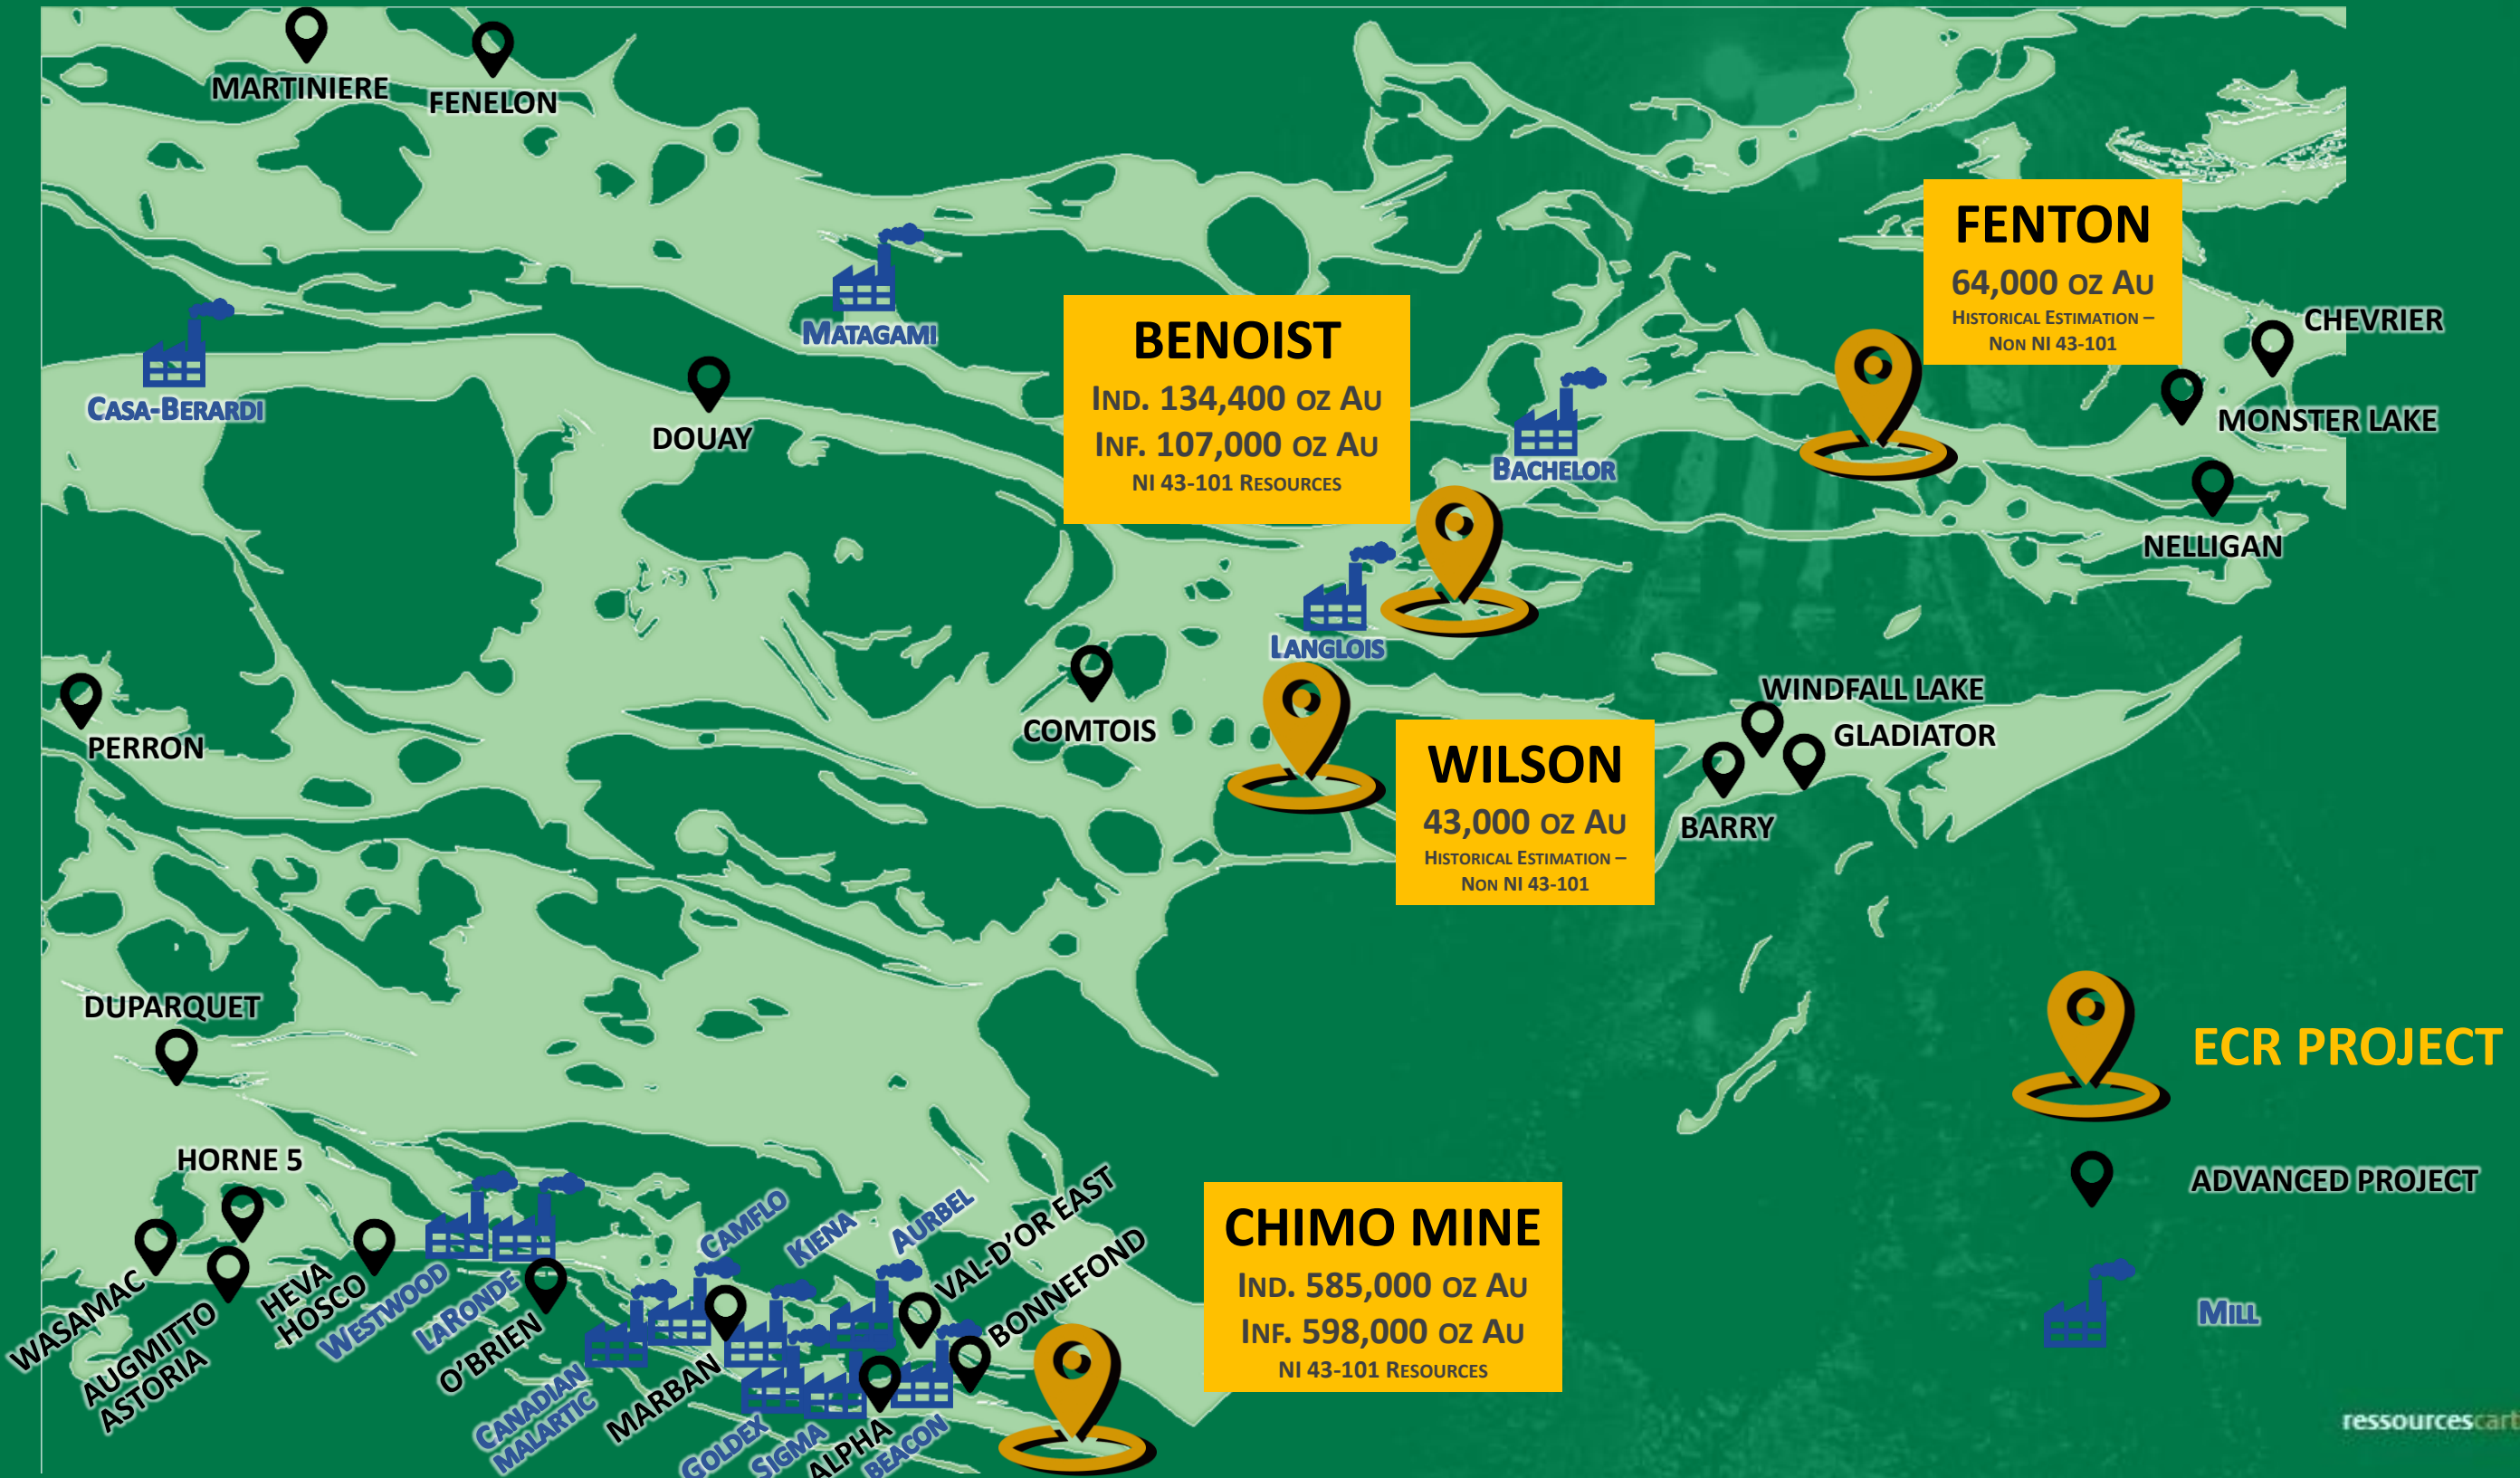 MARTINIERE
FENELON
FENTON
64,000 OZ AU
HISTORICAL ESTIMATION –
NON NI 43-101
CHEVRIER
MATAGAMI
BENOIST
IND. 134,400 OZ AU
INF. 107,000 OZ AU
NI 43-101 RESOURCES
CASA-BERARDI
DOUAY
MONSTER LAKE
BACHELOR
NELLIGAN
LANGLOIS
WINDFALL LAKE
COMTOIS
GLADIATOR
PERRON
WILSON
43,000 OZ AU
HISTORICAL ESTIMATION –
NON NI 43-101
BARRY
DUPARQUET
ECR PROJECT
HORNE 5
ADVANCED PROJECT
CAMFLO
KIENA
AURBEL
VAL-D'OR EAST
BONNEFOND
CHIMO MINE
IND. 585,000 OZ AU
INF. 598,000 OZ AU
NI 43-101 RESOURCES
MILL
WASAMAC
AUGMITTO
ASTORIA
HEVA
HOSCO
WESTWOOD
LARONDE
O'BRIEN
CANADIAN
MALARTIC
MARBAN
GOLDEX
SIGMA
ALPHA
BEACON
ressourcescart